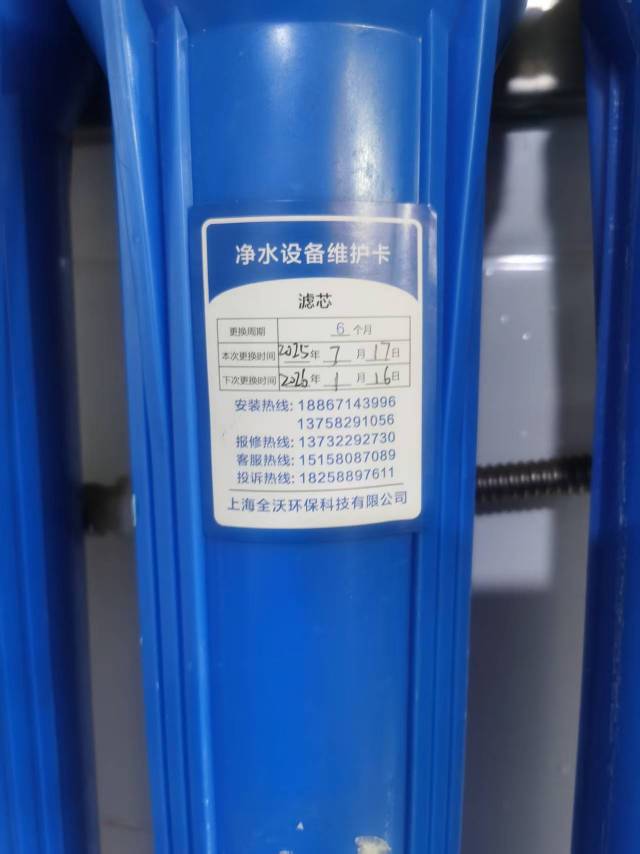 净水设备维护卡
滤芯
更换周期 6 个月
本次更换时间 2025年 7 月 17日
下次更换时间 2026年 1 月 16日
安装热线: 18867143996
13758291056
报修热线: 13732292730
客服热线: 15158087089
投诉热线: 18258897611
上海全沃环保科技有限公司